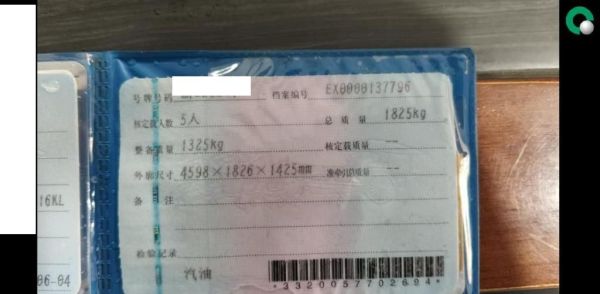 号牌号码 档案编号 EX0000137796
核定载人数 5人 总质量 1825kg
整备质量 1325kg 核定载质量 --
外廓尺寸 4598×1826×1425mm 准牵引总质量 --
备注
检验记录
汽油
*2320057702694*
16KL
06-04